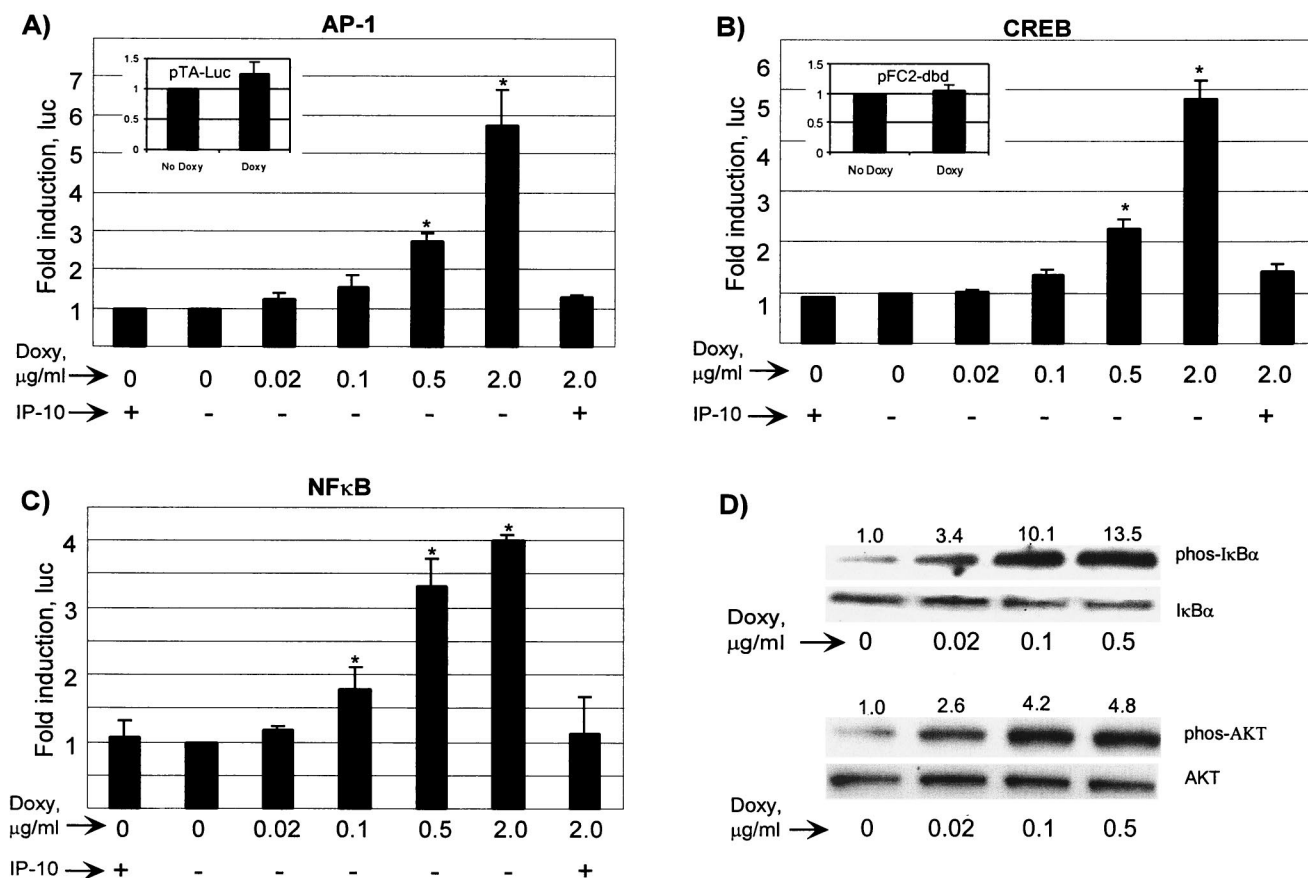 A)
AP-1
Fold induction, luc
7
6
5
4
3
2
1
pTA-Luc
1.5
1
0.5
0
No Doxy Doxy
* *
Doxy,
µg/ml → 0 0 0.02 0.1 0.5 2.0 2.0
IP-10 → + - - - - - +
B)
CREB
Fold induction, luc
6
5
4
3
2
1
pFC2-dbd
1.5
1
0.5
0
No Doxy Doxy
* *
Doxy,
µg/ml → 0 0 0.02 0.1 0.5 2.0 2.0
IP-10 → + - - - - - +
C)
NFκB
Fold induction, luc
4
3
2
1
* * *
Doxy,
µg/ml → 0 0 0.02 0.1 0.5 2.0 2.0
IP-10 → + - - - - - +
D)
1.0 3.4 10.1 13.5
phos-IκBα
IκBα
Doxy,
µg/ml → 0 0.02 0.1 0.5
1.0 2.6 4.2 4.8
phos-AKT
AKT
Doxy,
µg/ml → 0 0.02 0.1 0.5